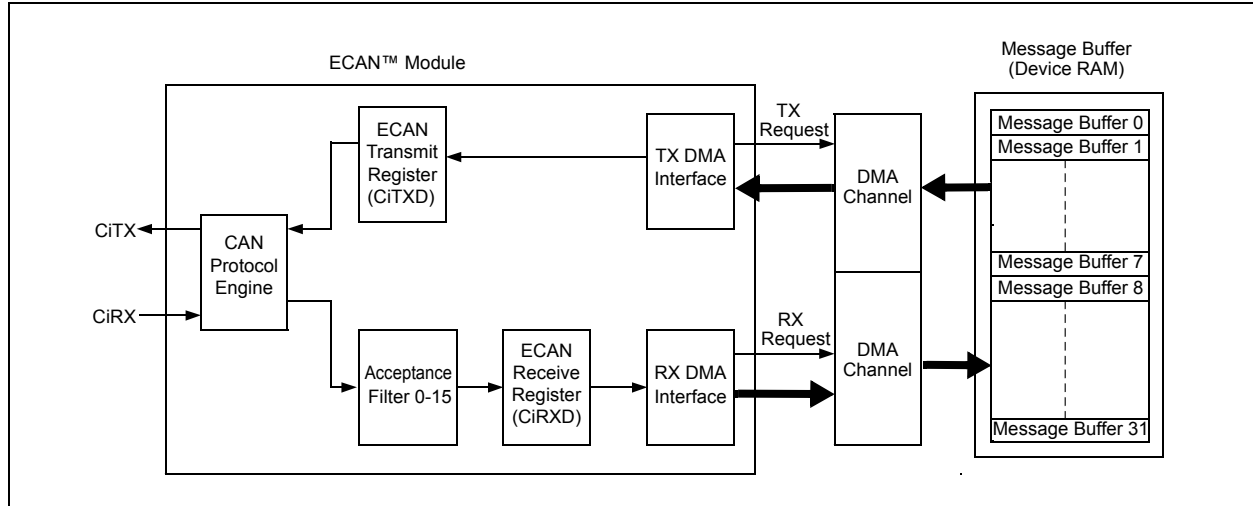 ECAN™ Module
Message Buffer
(Device RAM)
ECAN
Transmit
Register
(CiTXD)
TX DMA
Interface
TX
Request
DMA
Channel
Message Buffer 0
Message Buffer 1
Message Buffer 7
Message Buffer 8
Message Buffer 31
CiTX
CiRX
CAN
Protocol
Engine
Acceptance
Filter 0-15
ECAN
Receive
Register
(CiRXD)
RX DMA
Interface
RX
Request
DMA
Channel